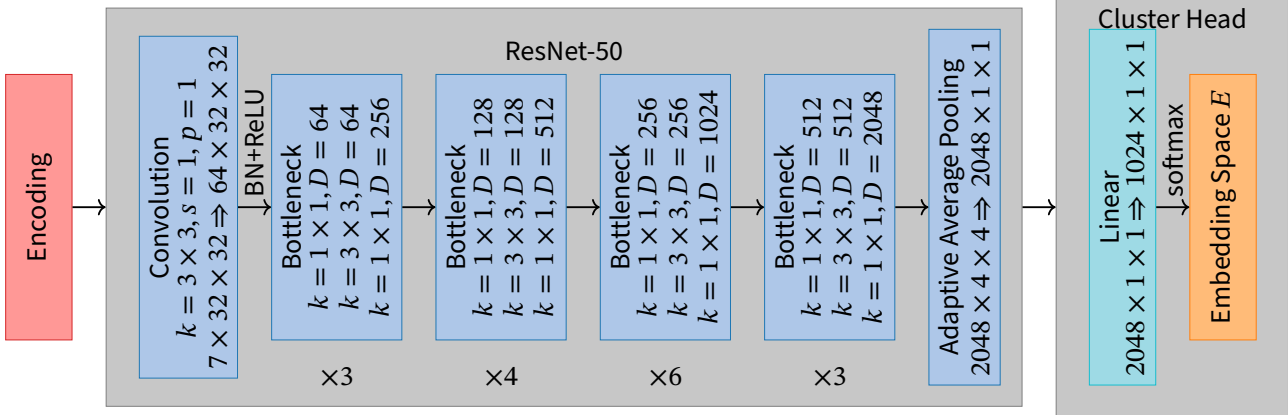 Encoding
ResNet-50
Convolution
k = 3 × 3, s = 1, p = 1
7 × 32 × 32 ⇒ 64 × 32 × 32
BN+ReLU
Bottleneck
k = 1 × 1, D = 64
k = 3 × 3, D = 64
k = 1 × 1, D = 256
×3
Bottleneck
k = 1 × 1, D = 128
k = 3 × 3, D = 128
k = 1 × 1, D = 512
×4
Bottleneck
k = 1 × 1, D = 256
k = 3 × 3, D = 256
k = 1 × 1, D = 1024
×6
Bottleneck
k = 1 × 1, D = 512
k = 3 × 3, D = 512
k = 1 × 1, D = 2048
×3
Adaptive Average Pooling
2048 × 4 × 4 ⇒ 2048 × 1 × 1
Cluster Head
Linear
2048 × 1 × 1 ⇒ 1024 × 1 × 1
softmax
Embedding Space E